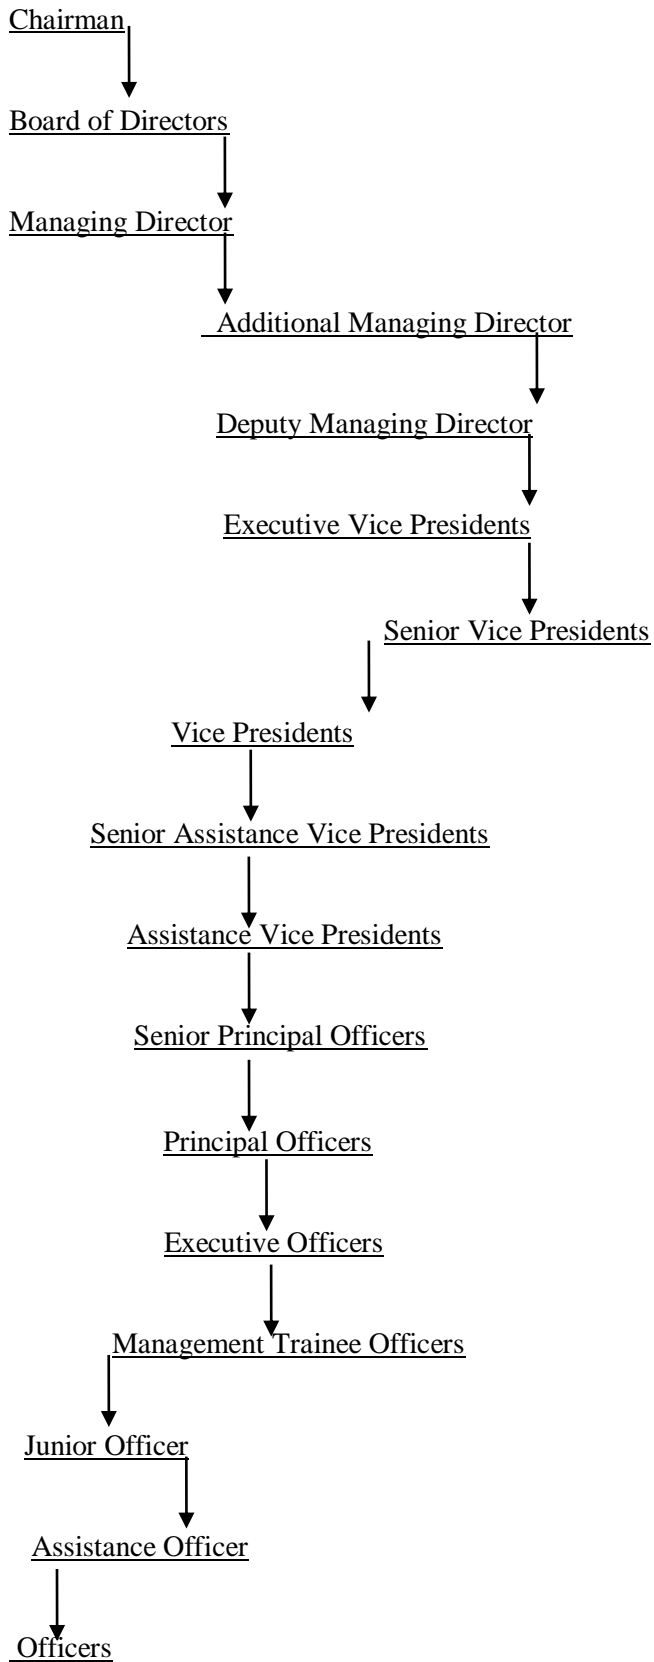 Chairman
Board of Directors
Managing Director
Additional Managing Director
Deputy Managing Director
Executive Vice Presidents
Senior Vice Presidents
Vice Presidents
Senior Assistance Vice Presidents
Assistance Vice Presidents
Senior Principal Officers
Principal Officers
Executive Officers
Management Trainee Officers
Junior Officer
Assistance Officer
Officers